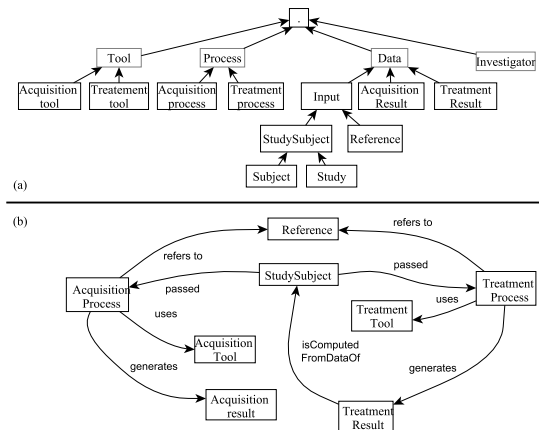 .
Tool
Process
Data
Investigator
Acquisition
tool
Treatement
tool
Acquisition
process
Treatment
process
Input
Acquisition
Result
Treatment
Result
StudySubject
Reference
Subject
Study
(a)
(b)
Reference
refers to
refers to
StudySubject
passed
passed
Acquisition
Process
Treatment
Process
uses
uses
Treatment
Tool
Acquisition
Tool
isComputed
FromDataOf
generates
generates
Acquisition
result
Treatment
Result